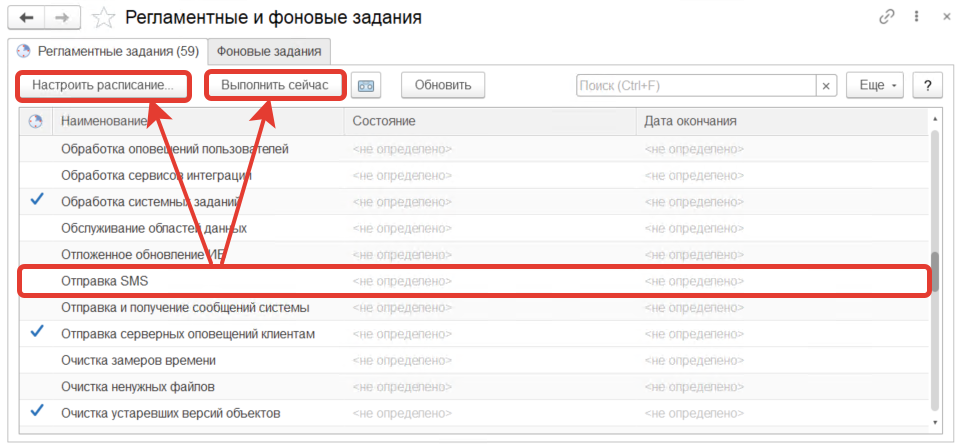 Регламентные и фоновые задания
Регламентные задания (59) Фоновые задания
Настроить расписание... Выполнить сейчас Обновить Поиск (Ctrl+F) × Еще ?
Наименование Состояние Дата окончания
Обработка оповещений пользователей <не определено> <не определено>
Обработка сервисов интеграции <не определено> <не определено>
Обработка системных заданий <не определено> <не определено>
Обслуживание областей данных <не определено> <не определено>
Отложенное обновление ИБ <не определено> <не определено>
Отправка SMS <не определено> <не определено>
Отправка и получение сообщений системы <не определено> <не определено>
Отправка серверных оповещений клиентам <не определено> <не определено>
Очистка замеров времени <не определено> <не определено>
Очистка ненужных файлов <не определено> <не определено>
Очистка устаревших версий объектов <не определено> <не определено>